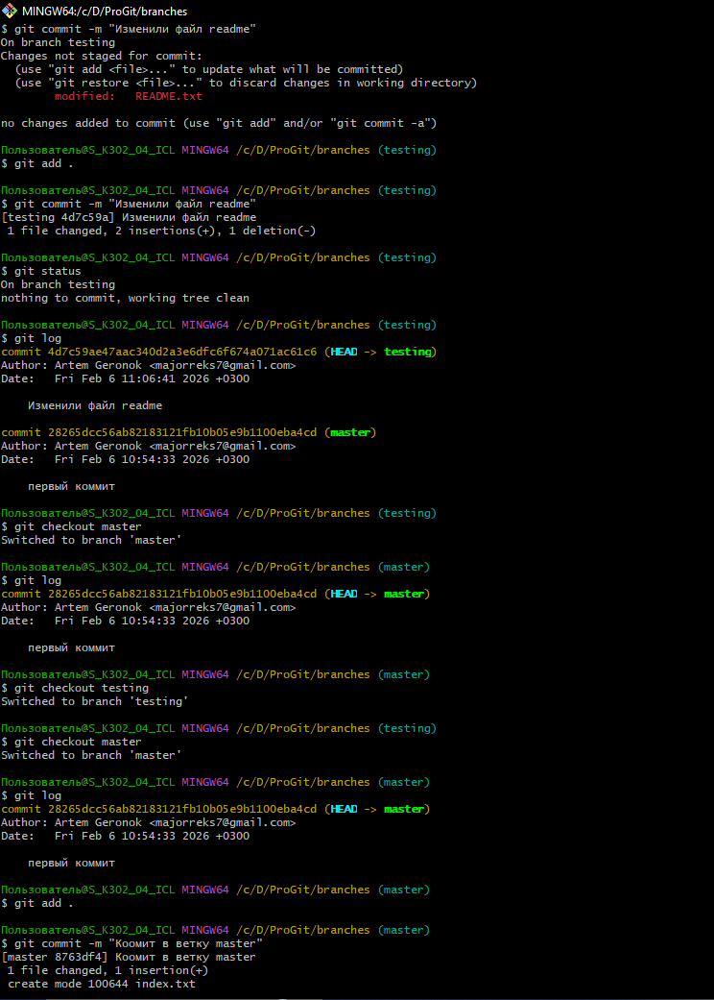 MINGW64:/c/D/ProGit/branches
$ git commit -m "Изменили файл readme"
On branch testing
Changes not staged for commit:
  (use "git add <file>..." to update what will be committed)
  (use "git restore <file>..." to discard changes in working directory)
        modified:   README.txt

no changes added to commit (use "git add" and/or "git commit -a")

Пользователь@S_K302_04_ICL MINGW64 /c/D/ProGit/branches (testing)
$ git add .

Пользователь@S_K302_04_ICL MINGW64 /c/D/ProGit/branches (testing)
$ git commit -m "Изменили файл readme"
[testing 4d7c59a] Изменили файл readme
 1 file changed, 2 insertions(+), 1 deletion(-)

Пользователь@S_K302_04_ICL MINGW64 /c/D/ProGit/branches (testing)
$ git status
On branch testing
nothing to commit, working tree clean

Пользователь@S_K302_04_ICL MINGW64 /c/D/ProGit/branches (testing)
$ git log
commit 4d7c59ae47aac340d2a3e6dfc6f674a071ac61c6 (HEAD -> testing)
Author: Artem Geronok <majorreks7@gmail.com>
Date:   Fri Feb 6 11:06:41 2026 +0300

    Изменили файл readme

commit 28265dcc56ab82183121fb10b05e9b1100eba4cd (master)
Author: Artem Geronok <majorreks7@gmail.com>
Date:   Fri Feb 6 10:54:33 2026 +0300

    первый коммит

Пользователь@S_K302_04_ICL MINGW64 /c/D/ProGit/branches (testing)
$ git checkout master
Switched to branch 'master'

Пользователь@S_K302_04_ICL MINGW64 /c/D/ProGit/branches (master)
$ git log
commit 28265dcc56ab82183121fb10b05e9b1100eba4cd (HEAD -> master)
Author: Artem Geronok <majorreks7@gmail.com>
Date:   Fri Feb 6 10:54:33 2026 +0300

    первый коммит

Пользователь@S_K302_04_ICL MINGW64 /c/D/ProGit/branches (master)
$ git checkout testing
Switched to branch 'testing'

Пользователь@S_K302_04_ICL MINGW64 /c/D/ProGit/branches (testing)
$ git checkout master
Switched to branch 'master'

Пользователь@S_K302_04_ICL MINGW64 /c/D/ProGit/branches (master)
$ git log
commit 28265dcc56ab82183121fb10b05e9b1100eba4cd (HEAD -> master)
Author: Artem Geronok <majorreks7@gmail.com>
Date:   Fri Feb 6 10:54:33 2026 +0300

    первый коммит

Пользователь@S_K302_04_ICL MINGW64 /c/D/ProGit/branches (master)
$ git add .

Пользователь@S_K302_04_ICL MINGW64 /c/D/ProGit/branches (master)
$ git commit -m "Коомит в ветку master"
[master 8763df4] Коомит в ветку master
 1 file changed, 1 insertion(+)
 create mode 100644 index.txt